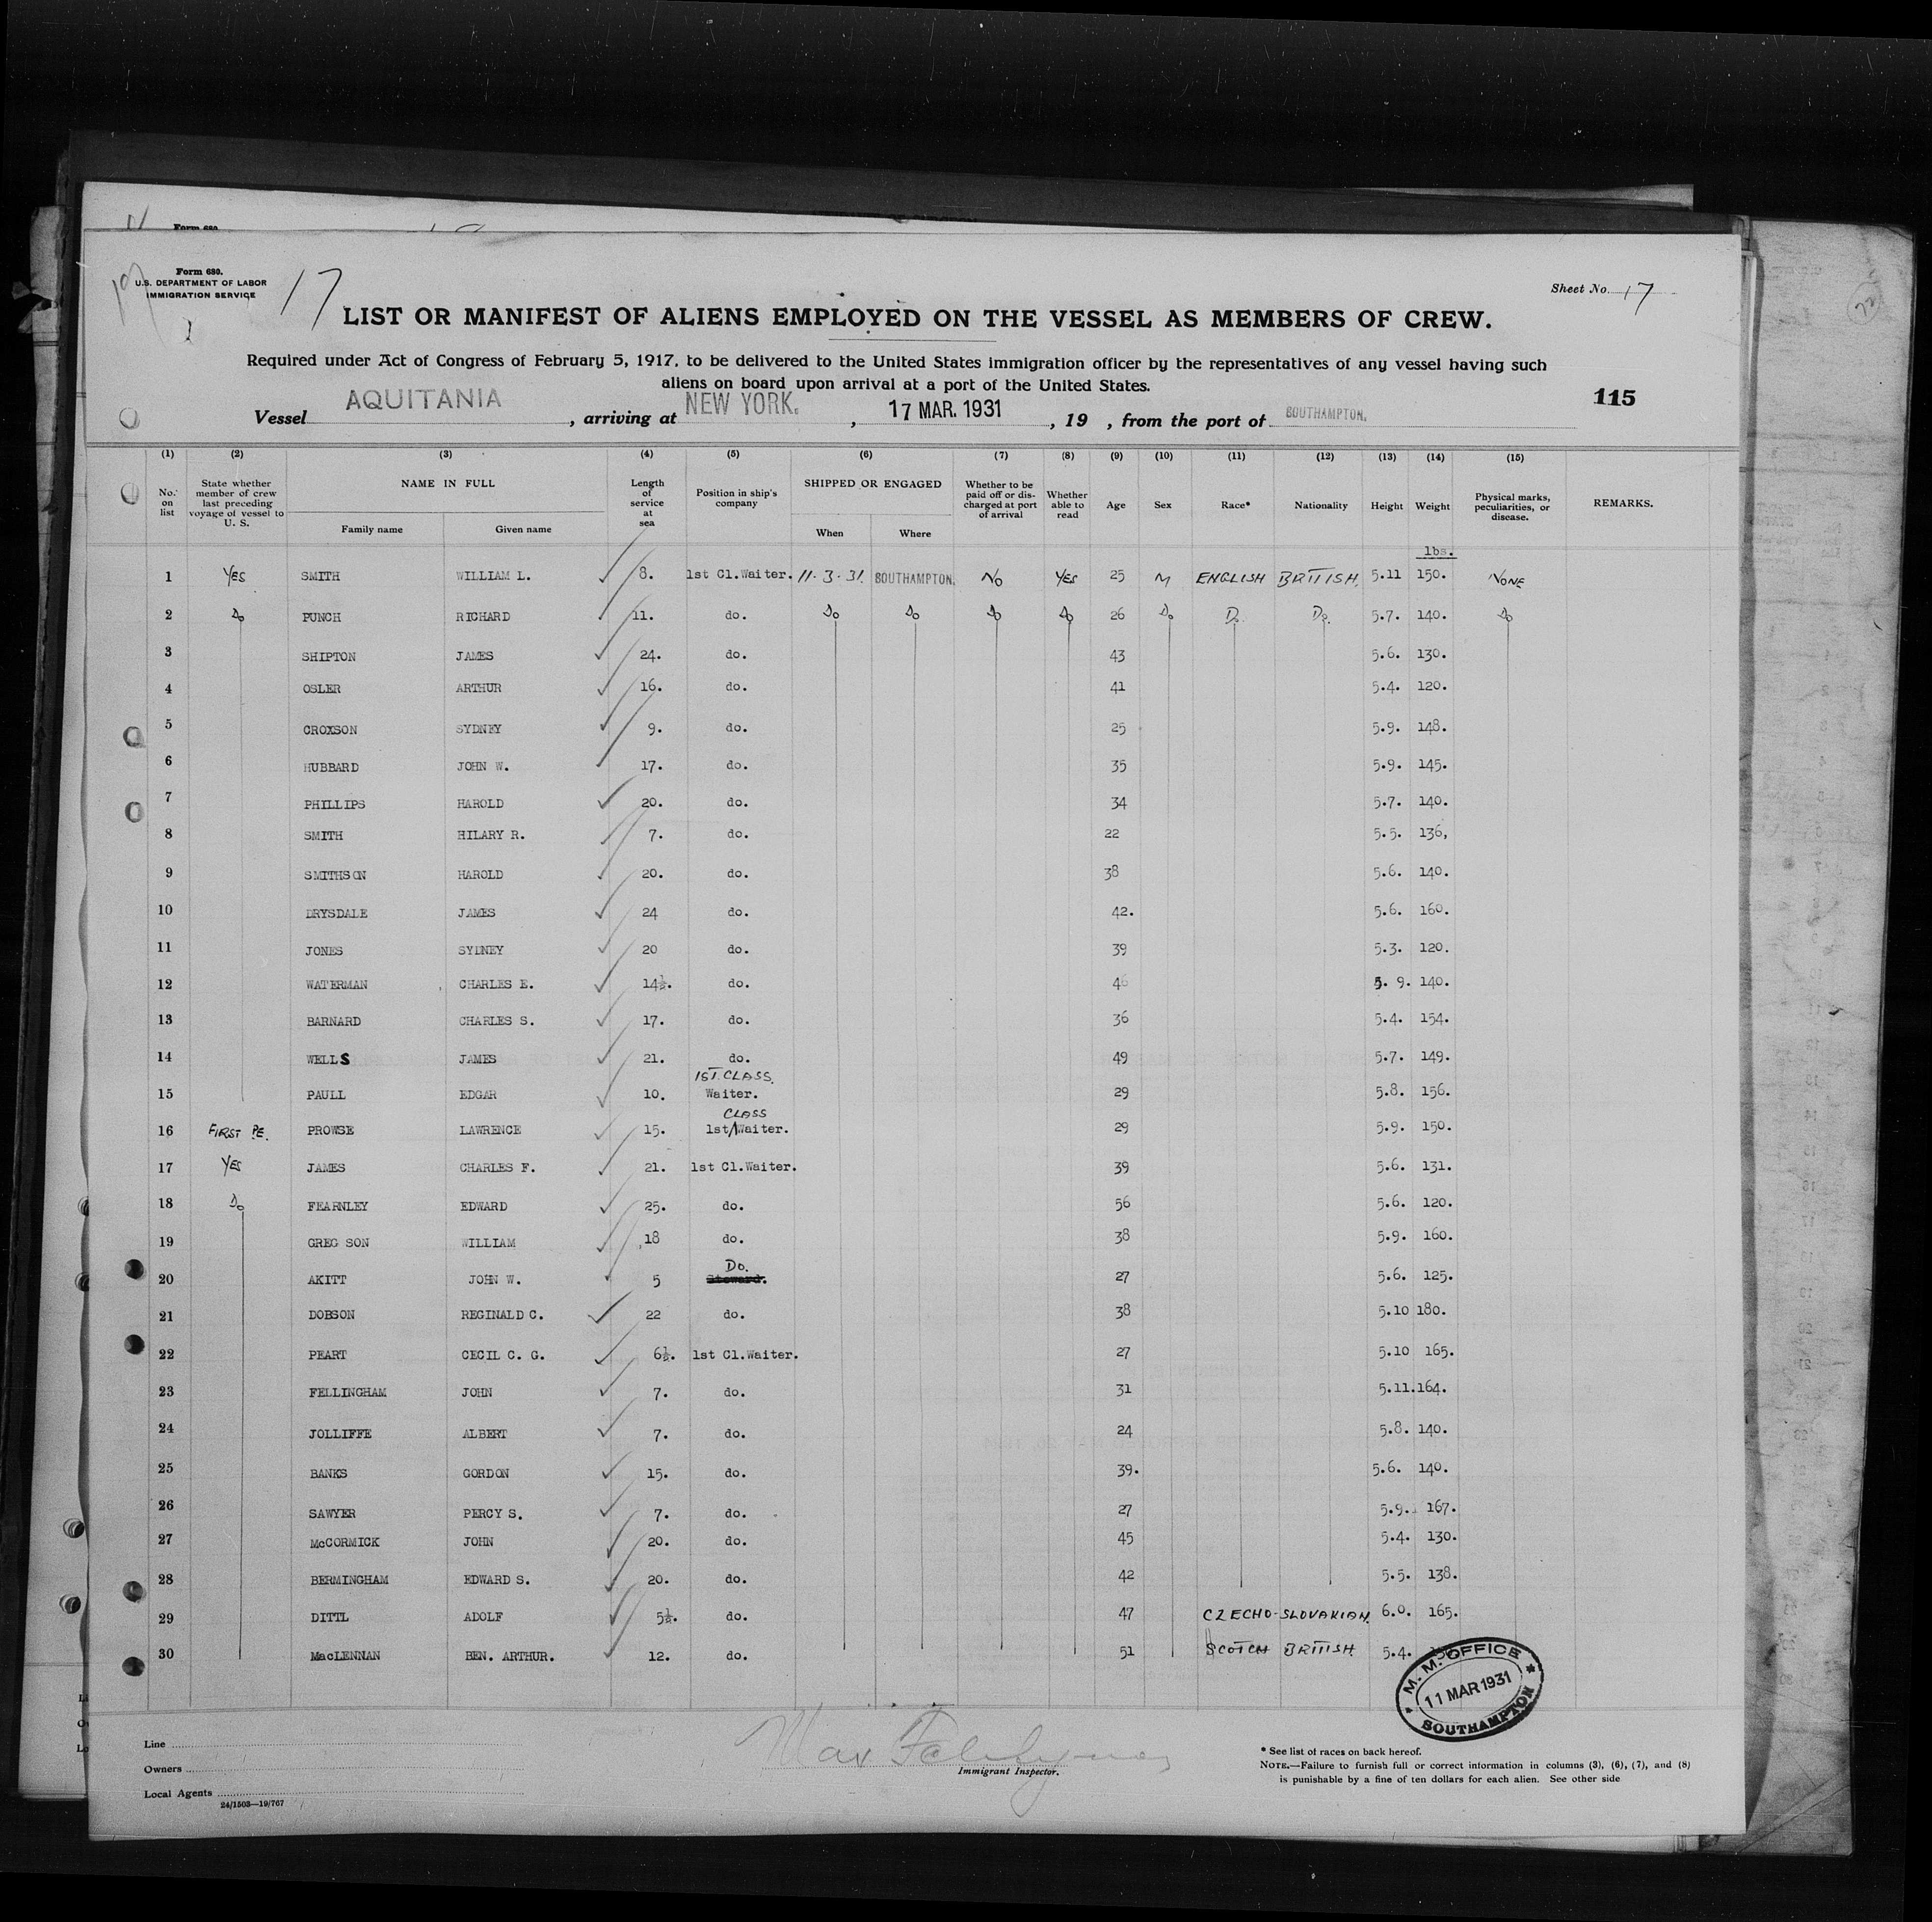 Form 680.
U.S. DEPARTMENT OF LABOR
IMMIGRATION SERVICE
17
Sheet No. 17
LIST OR MANIFEST OF ALIENS EMPLOYED ON THE VESSEL AS MEMBERS OF CREW.
Required under Act of Congress of February 5, 1917, to be delivered to the United States immigration officer by the representatives of any vessel having such
aliens on board upon arrival at a port of the United States.
115
Vessel AQUITANIA, arriving at NEW YORK., 17 MAR. 1931, 19 , from the port of SOUTHAMPTON.
(1) (2) (3) (4) (5) (6) (7) (8) (9) (10) (11) (12) (13) (14) (15)
No. on list State whether member of crew last preceding voyage of vessel to U. S. NAME IN FULL Family name Given name Length of service at sea Position in ship's company SHIPPED OR ENGAGED When Where Whether to be paid off or discharged at port of arrival Whether able to read Age Sex Race* Nationality Height Weight Physical marks, peculiarities, or disease. REMARKS.
lbs.
1 YES SMITH WILLIAM L. 8. 1st Cl.Waiter. 11.3.31. SOUTHAMPTON. NO YES 25 M ENGLISH BRITISH. 5.11 150. NONE
2 Do PUNCH RICHARD 11. do. Do Do Do Do 26 Do Do. Do. 5.7. 140. Do
3 SHIPTON JAMES 24. do. 43 5.6. 130.
4 OSLER ARTHUR 16. do. 41 5.4. 120.
5 CROXSON SYDNEY 9. do. 25 5.9. 148.
6 HUBBARD JOHN W. 17. do. 35 5.9. 145.
7 PHILLIPS HAROLD 20. do. 34 5.7. 140.
8 SMITH HILARY R. 7. do. 22 5.5. 136,
9 SMITHSON HAROLD 20. do. 38 5.6. 140.
10 DRYSDALE JAMES 24 do. 42. 5.6. 160.
11 JONES SYDNEY 20 do. 39 5.3. 120.
12 WATERMAN CHARLES E. 14½. do. 46 5. 9. 140.
13 BARNARD CHARLES S. 17. do. 36 5.4. 154.
14 WELLS JAMES 21. do. 49 5.7. 149.
15 PAULL EDGAR 10. 1ST. CLASS. Waiter. 29 5.8. 156.
16 FIRST PE. PROWSE LAWRENCE 15. 1st CLASS Waiter. 29 5.9. 150.
17 YES JAMES CHARLES F. 21. 1st Cl.Waiter. 39 5.6. 131.
18 Do FEARNLEY EDWARD 25. do. 56 5.6. 120.
19 GREG SON WILLIAM 18 do. 38 5.9. 160.
20 AKITT JOHN W. 5 Do. Steward. 27 5.6. 125.
21 DOBSON REGINALD C. 22 do. 38 5.10 180.
22 PEART CECIL C. G. 6½. 1st Cl.Waiter. 27 5.10 165.
23 FELLINGHAM JOHN 7. do. 31 5.11. 164.
24 JOLLIFFE ALBERT 7. do. 24 5.8. 140.
25 BANKS GORDON 15. do. 39. 5.6. 140.
26 SAWYER PERCY S. 7. do. 27 5.9. 167.
27 McCORMICK JOHN 20. do. 45 5.4. 130.
28 BERMINGHAM EDWARD S. 20. do. 42 5.5. 138.
29 DITTL ADOLF 5½. do. 47 CZECHO-SLOVAKIAN. 6.0. 165.
30 MacLENNAN BEN. ARTHUR. 12. do. 51 SCOTCH BRITISH. 5.4.
M. M. OFFICE
11 MAR 1931
SOUTHAMPTON
Line
Owners
Local Agents
24/1503—19/767
Immigrant Inspector.
* See list of races on back hereof.
NOTE.—Failure to furnish full or correct information in columns (3), (6), (7), and (8)
is punishable by a fine of ten dollars for each alien. See other side